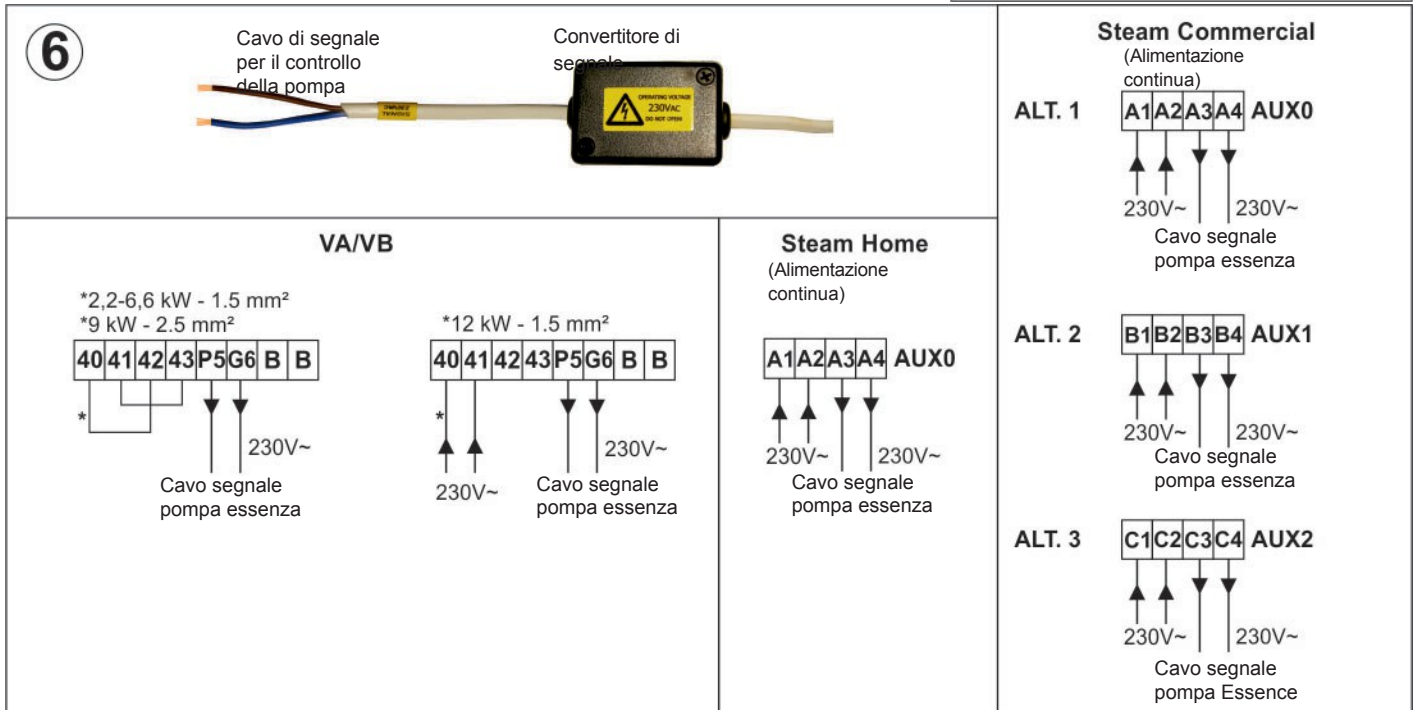 6
Cavo di segnale
per il controllo
della pompa
Convertitore di
segnale
OPERATING VOLTAGE
230VAC
DO NOT OPEN
VA/VB
*2,2-6,6 kW - 1.5 mm²
*9 kW - 2.5 mm²
40 41 42 43 P5 G6 B B
*
230V~
Cavo segnale
pompa essenza
*12 kW - 1.5 mm²
40 41 42 43 P5 G6 B B
*
230V~
230V~
Cavo segnale
pompa essenza
Steam Home
(Alimentazione
continua)
A1 A2 A3 A4 AUX0
230V~ 230V~
Cavo segnale
pompa essenza
Steam Commercial
(Alimentazione
continua)
ALT. 1 A1 A2 A3 A4 AUX0
230V~ 230V~
Cavo segnale
pompa essenza
ALT. 2 B1 B2 B3 B4 AUX1
230V~ 230V~
Cavo segnale
pompa essenza
ALT. 3 C1 C2 C3 C4 AUX2
230V~ 230V~
Cavo segnale
pompa Essence